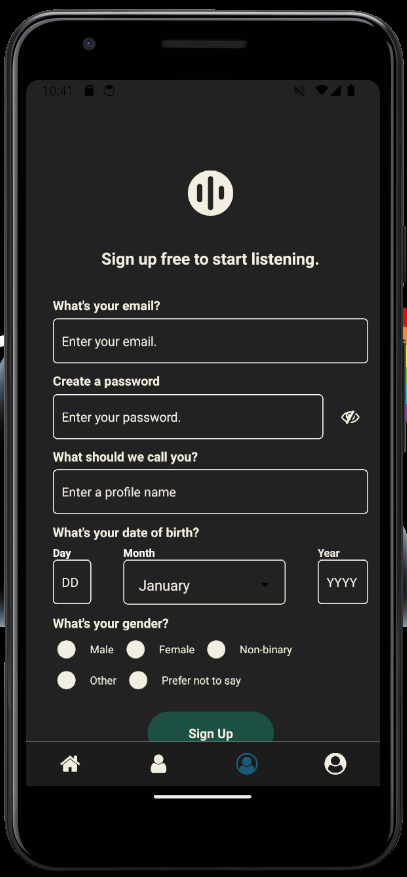 10:41
Sign up free to start listening.
What's your email?
Enter your email.
Create a password
Enter your password.
What should we call you?
Enter a profile name
What's your date of birth?
Day Month Year
DD January YYYY
What's your gender?
Male Female Non-binary
Other Prefer not to say
Sign Up